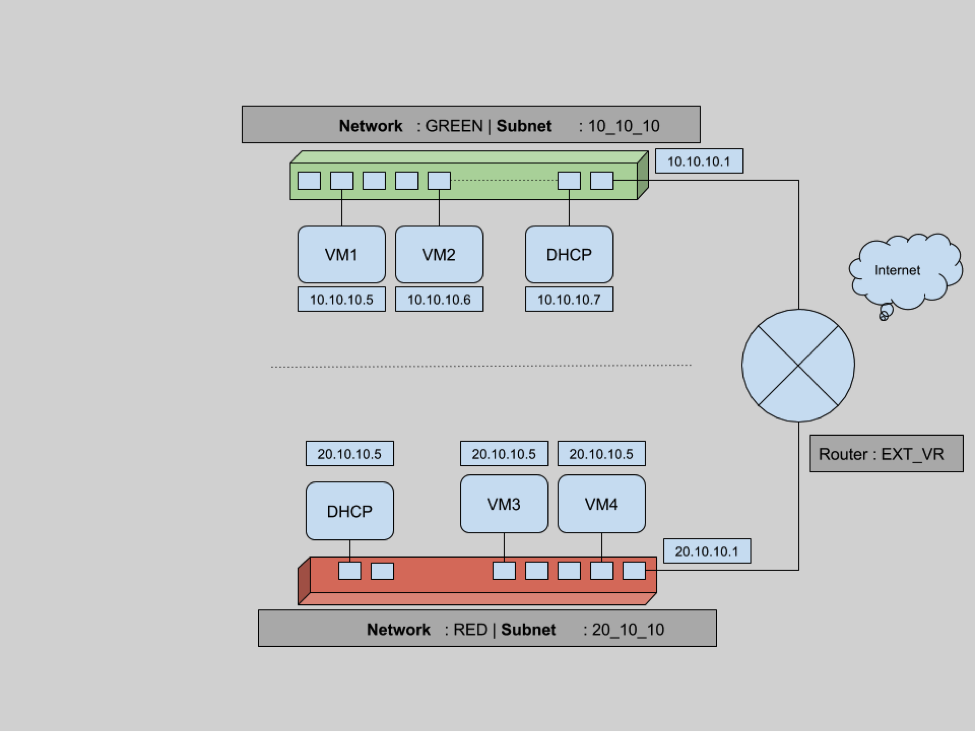 Network : GREEN | Subnet : 10_10_10
10.10.10.1
VM1 VM2 DHCP
10.10.10.5 10.10.10.6 10.10.10.7
Internet
Router : EXT_VR
20.10.10.5 20.10.10.5 20.10.10.5
DHCP VM3 VM4
20.10.10.1
Network : RED | Subnet : 20_10_10